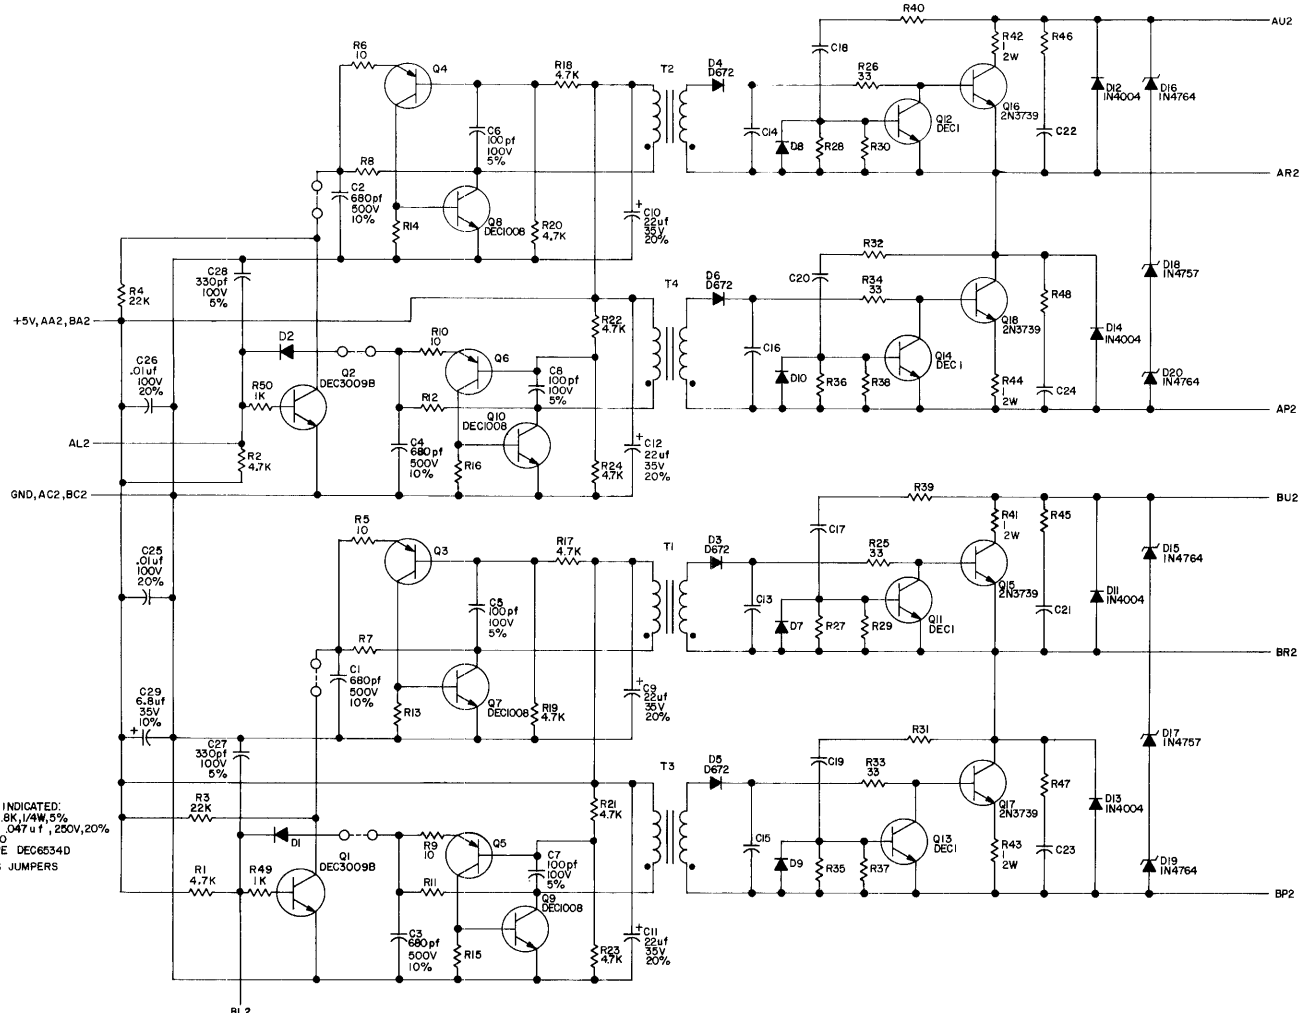 R40
AU2
R6
10
Q4
R18
4.7K
T2
D4
D672
C18
R26
33
R42
1
2W
R46
D12
1N4004
D16
1N4764
Q16
2N3739
Q12
DEC1
C6
100pf
100V
5%
C14
D8
R28
R30
C22
R8
AR2
C2
680pf
500V
10%
R14
Q8
DEC1008
R20
4.7K
C10
22uf
35V
20%
C28
330pf
100V
5%
R4
22K
R32
C20
R34
33
D18
1N4757
T4
D6
D672
R48
+5V,AA2,BA2
R22
4.7K
Q18
2N3739
D14
1N4004
D2
R10
10
Q6
C16
Q14
DEC1
C26
.01uf
100V
20%
Q2
DEC3009B
C8
100pf
100V
5%
D10
R36
R38
R44
1
2W
C24
D20
1N4764
R50
1K
R12
AP2
Q10
DEC1008
AL2
R2
4.7K
C4
680pf
500V
10%
R16
R24
4.7K
C12
22uf
35V
20%
GND,AC2,BC2
R39
BU2
R5
10
Q3
R17
4.7K
T1
D3
D672
C17
R25
33
R41
1
2W
R45
D15
1N4764
C25
.01uf
100V
20%
Q15
2N3739
Q11
DEC1
D11
1N4004
C5
100pf
100V
5%
C13
D7
R27
R29
C21
R7
BR2
C1
680pf
500V
10%
R13
Q7
DEC1008
R19
4.7K
C9
22uf
35V
20%
C29
6.8uf
35V
10%
C27
330pf
100V
5%
R31
C19
R33
33
D17
1N4757
T3
D5
D672
R47
Q17
2N3739
D13
1N4004
INDICATED:
.8K,1/4W,5%
.047uf,250V,20%
O
E DEC6534D
S JUMPERS
R3
22K
R21
4.7K
D1
R9
10
Q5
C15
Q13
DEC1
Q1
DEC3009B
C7
100pf
100V
5%
D9
R35
R37
R43
1
2W
C23
D19
1N4764
R1
4.7K
R49
1K
R11
BP2
Q9
DEC1008
C3
680pf
500V
10%
R15
R23
4.7K
C11
22uf
35V
20%
BL2